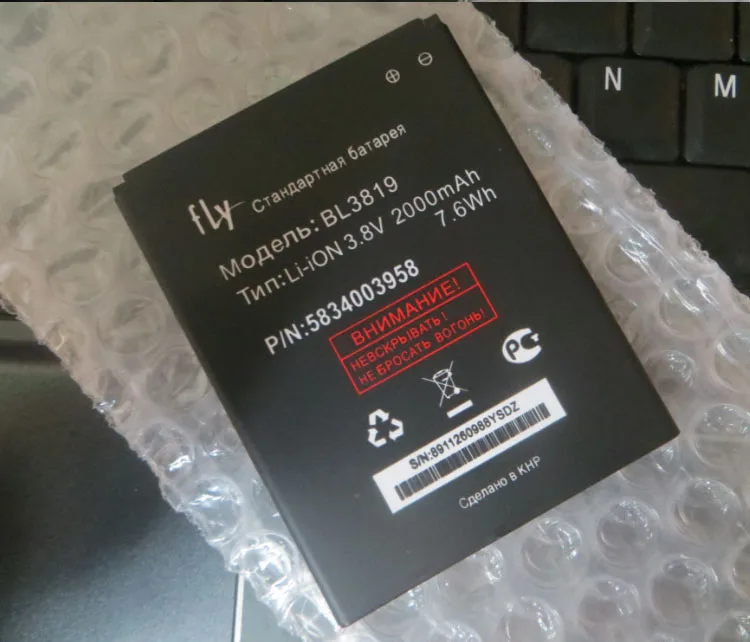 N
M
fly Стандартная батарея
Модель: BL3819
Тип: Li-iON 3.8V 2000mAh
7.6Wh
P/N:5834003958
ВНИМАНИЕ!
НЕВСКРЫВАТЬ!
НЕ БРОСАТЬ ВОГОНЬ!
PC
S/N:8911260988YSDZ
Сделано в КНР